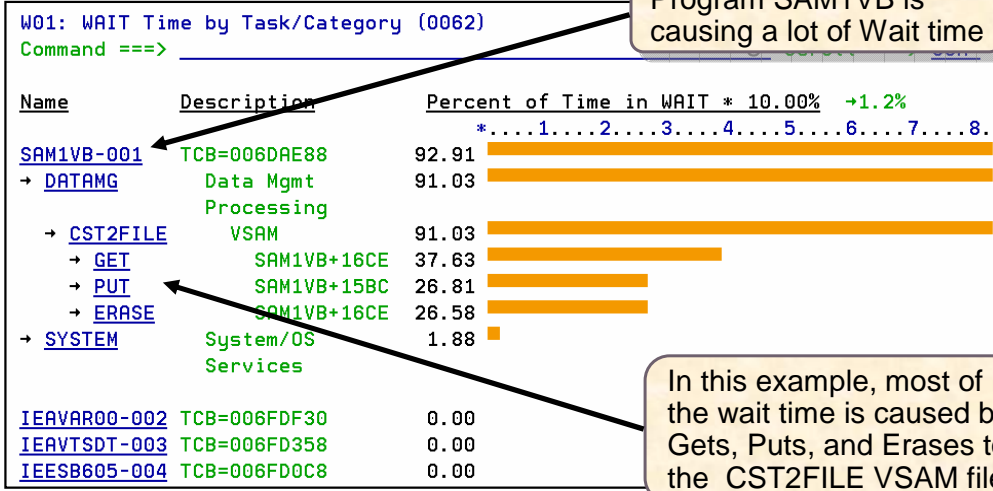 Program SAM1VB is
causing a lot of Wait time
W01: WAIT Time by Task/Category (0062)
Command ===>
Name Description Percent of Time in WAIT * 10.00% →1.2%
*....1....2....3....4....5....6....7....8.
SAM1VB-001 TCB=006DAE88 92.91
→ DATAMG Data Mgmt 91.03
Processing
→ CST2FILE VSAM 91.03
→ GET SAM1VB+16CE 37.63
→ PUT SAM1VB+15BC 26.81
→ ERASE SAM1VB+16CE 26.58
→ SYSTEM System/OS 1.88
Services
IEAVAR00-002 TCB=006FDF30 0.00
IEAVTSDT-003 TCB=006FD358 0.00
IEESB605-004 TCB=006FD0C8 0.00
In this example, most of
the wait time is caused
Gets, Puts, and Erases
the CST2FILE VSAM file